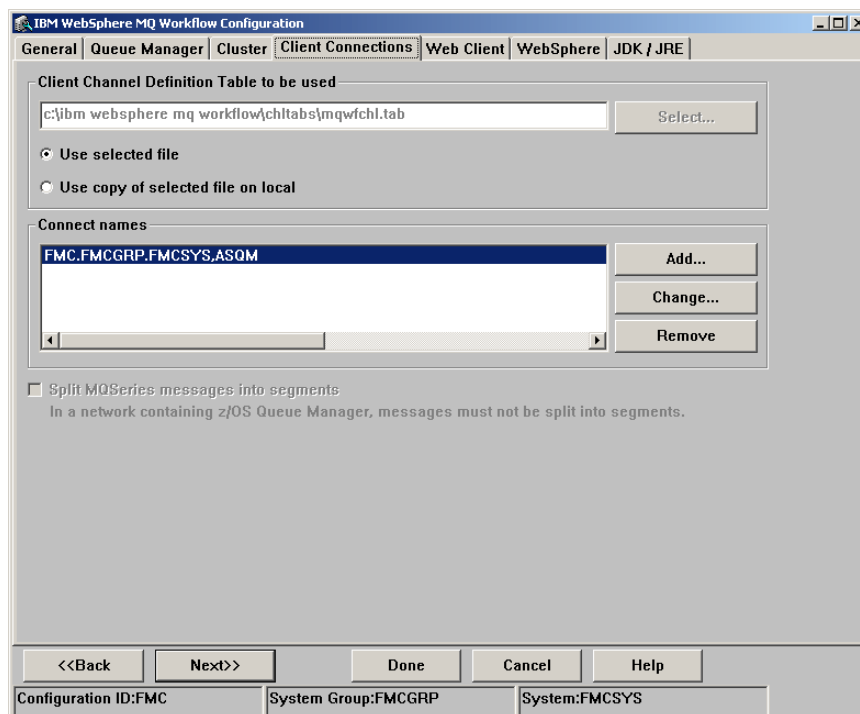 IBM WebSphere MQ Workflow Configuration
General Queue Manager Cluster Client Connections Web Client WebSphere JDK / JRE
Client Channel Definition Table to be used
c:\ibm websphere mq workflow\chltabs\mqwfchl.tab Select...
Use selected file
Use copy of selected file on local
Connect names
FMC.FMCGRP.FMCSYS,ASQM Add...
Change...
Remove
Split MQSeries messages into segments
In a network containing z/OS Queue Manager, messages must not be split into segments.
<<Back Next>> Done Cancel Help
Configuration ID:FMC System Group:FMCGRP System:FMCSYS